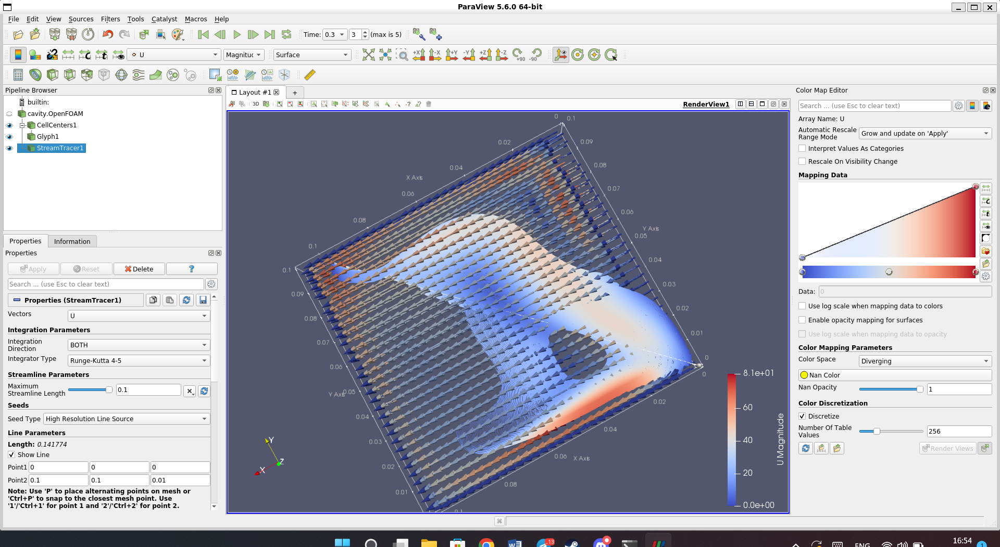 ParaView 5.6.0 64-bit
File Edit View Sources Filters Tools Catalyst Macros Help
Time: 0.3 3 (max is 5)
U Magnituc Surface
+X -X +Y -Y +Z -Z +90 -90
Pipeline Browser
builtin:
cavity.OpenFOAM
CellCenters1
Glyph1
StreamTracer1
Properties Information
Properties
Apply Reset Delete ?
Search ... (use Esc to clear text)
Properties (StreamTracer1)
Vectors U
Integration Parameters
Integration Direction BOTH
Integrator Type Runge-Kutta 4-5
Streamline Parameters
Maximum Streamline Length 0.1
Seeds
Seed Type High Resolution Line Source
Line Parameters
Length: 0.141774
Show Line
Point1 0 0 0
Point2 0.1 0.1 0.01
Note: Use 'P' to place alternating points on mesh or
'Ctrl+P' to snap to the closest mesh point. Use
'1'/'Ctrl+1' for point 1 and '2'/'Ctrl+2' for point 2.
Layout #1 +
3D RenderView1
0 0.1
0.02 0.09
0.04 0.08
X Axis
0.06 0.07
0.08 0.06
Y Axis
0.1 0.05
0.1 0.04
0.09 0.03
0.08 0.02
0.07 0.01
0.06 0
0
Y Axis 0.05 0.02
0.04 0.04
0.03 0.06 X Axis
0.02 0.08
0.01
0.1
Y
Z
X
8.1e+01
60
40
20
0.0e+00
U Magnitude
Color Map Editor
Search ... (use Esc to clear text)
Array Name: U
Automatic Rescale Range Mode Grow and update on 'Apply'
Interpret Values As Categories
Rescale On Visibility Change
Mapping Data
Data: 0
Use log scale when mapping data to colors
Enable opacity mapping for surfaces
Use log scale when mapping data to opacity
Color Mapping Parameters
Color Space Diverging
Nan Color
Nan Opacity 1
Color Discretization
Discretize
Number Of Table Values 256
Render Views
13
ENG
16:54
1